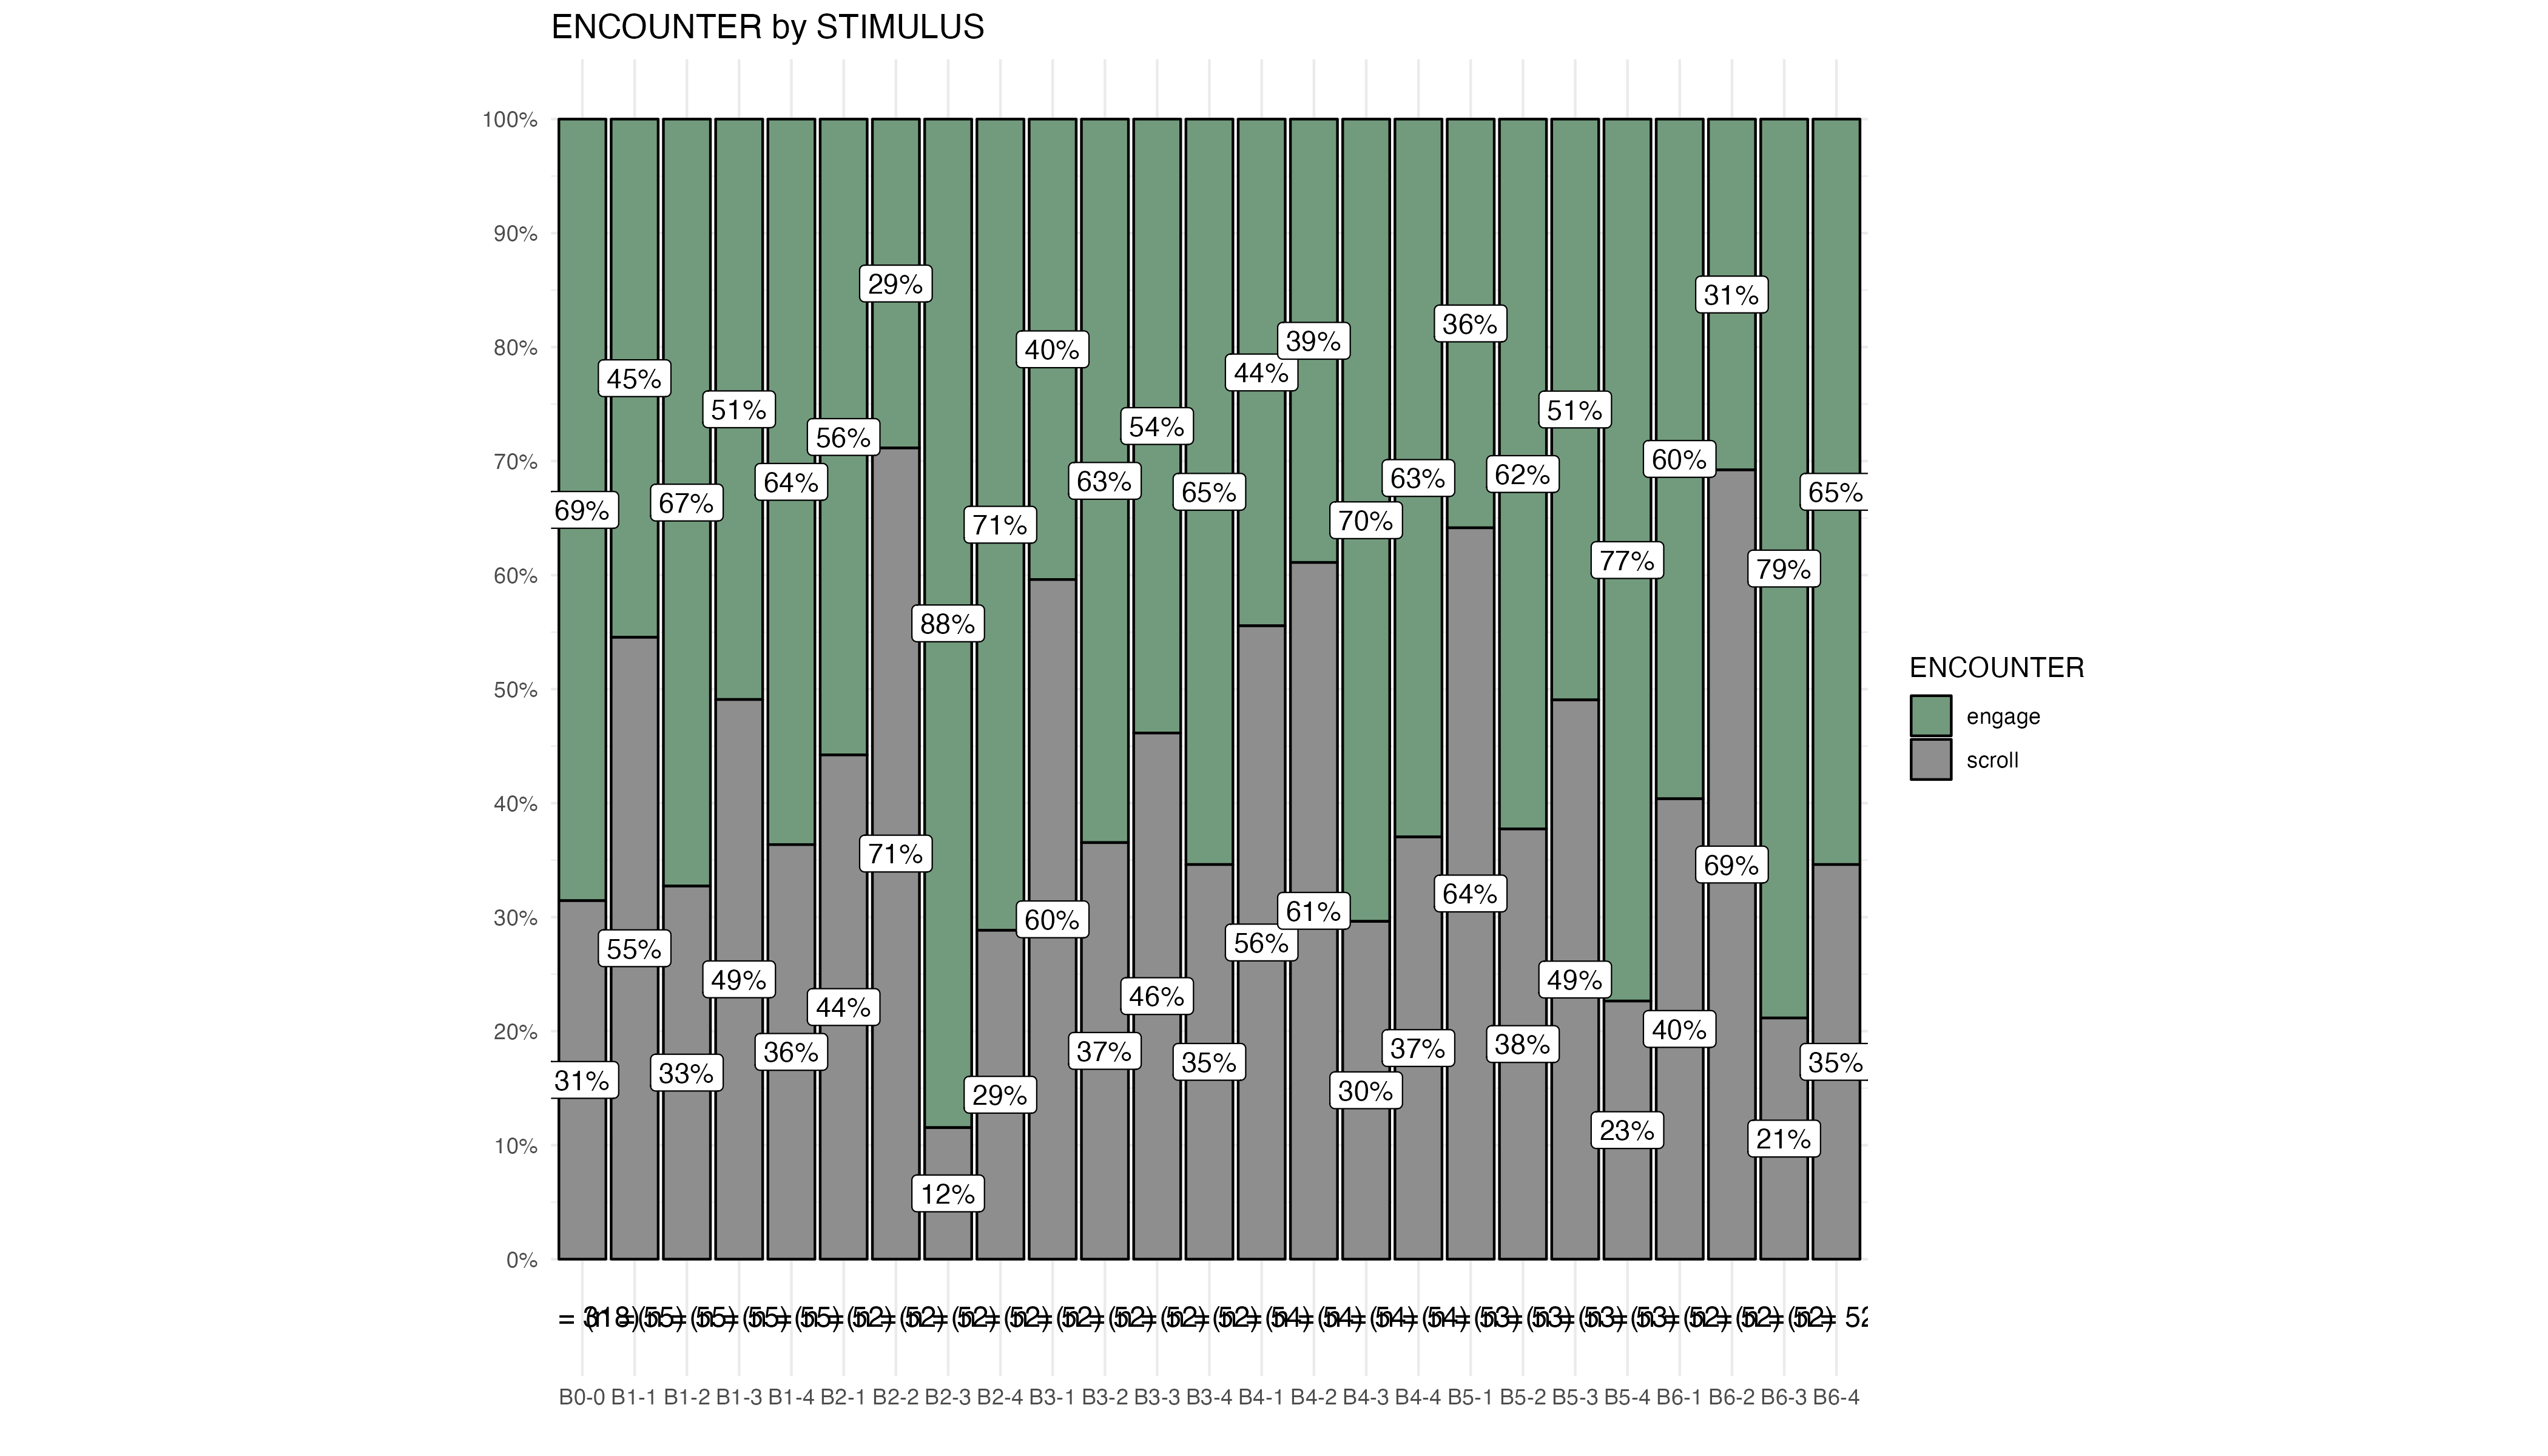 ENCOUNTER by STIMULUS
100%
90%
80%
70%
60%
50%
40%
30%
20%
10%
0%
69% 45% 67% 51% 64% 56% 29% 88% 71% 40% 63% 54% 65% 44% 39% 70% 63% 36% 62% 51% 77% 60% 31% 79% 65%
31% 55% 33% 49% 36% 44% 71% 12% 29% 60% 37% 46% 35% 56% 61% 30% 37% 64% 38% 49% 23% 40% 69% 21% 35%
B0-0 B1-1 B1-2 B1-3 B1-4 B2-1 B2-2 B2-3 B2-4 B3-1 B3-2 B3-3 B3-4 B4-1 B4-2 B4-3 B4-4 B5-1 B5-2 B5-3 B5-4 B6-1 B6-2 B6-3 B6-4
ENCOUNTER
engage
scroll